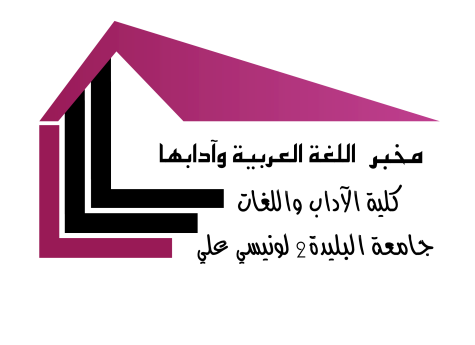 مخبر اللغة العربية وآدابها
كلية الآداب واللغات
جامعة البليدة 2 لونيسي علي